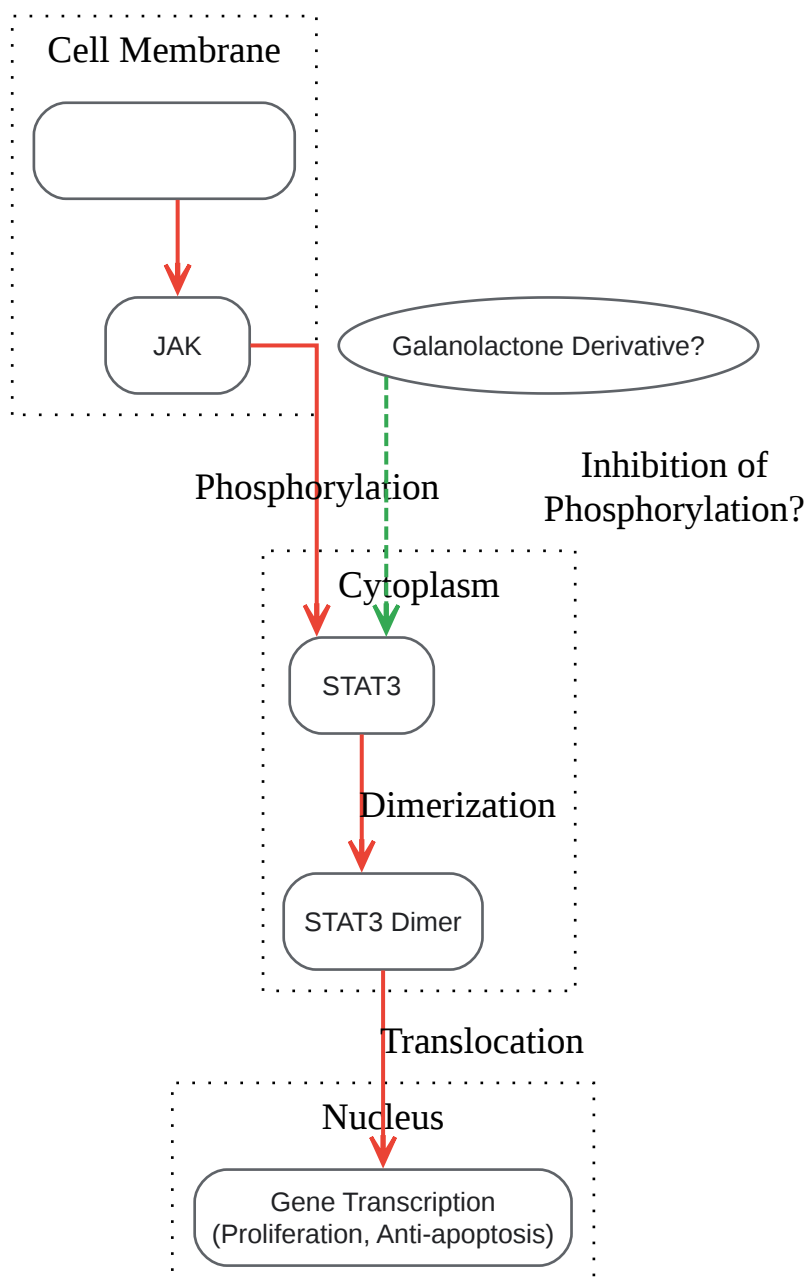 Cell Membrane
JAK
Galanolactone Derivative?
Phosphorylation
Inhibition of
Phosphorylation?
Cytoplasm
STAT3
Dimerization
STAT3 Dimer
Translocation
Nucleus
Gene Transcription
(Proliferation, Anti-apoptosis)